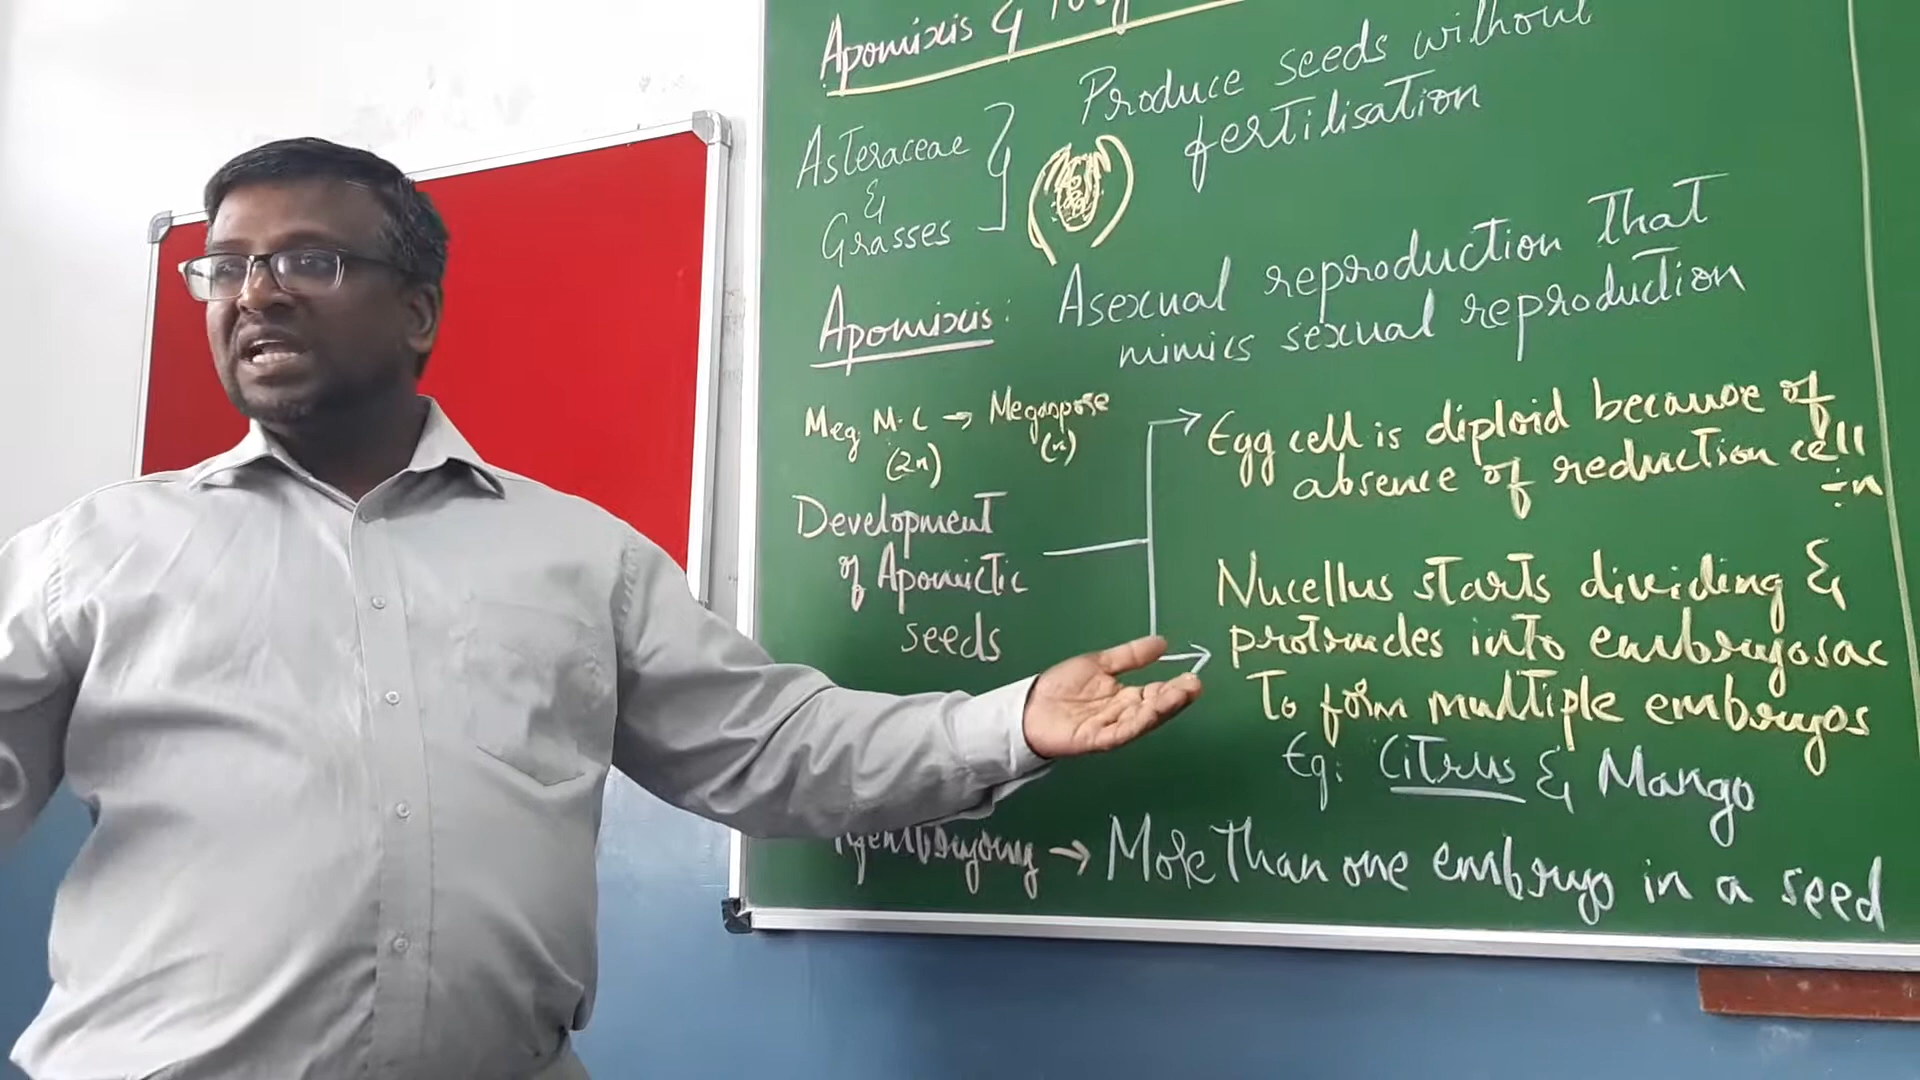 Apomixis &
Produce seeds without
fertilisation
Asteraceae
&
Grasses
Apomixis: Asexual reproduction that
mimics sexual reproduction
Meg M.C → Megaspore
(2n) (n)
Development
of Apomictic
seeds
Egg cell is diploid because of
absence of reduction cell
÷n
Nucellus starts dividing &
protrudes into embryosac
To form multiple embryos
Eg: Citrus & Mango
→ More Than one embryo in a seed